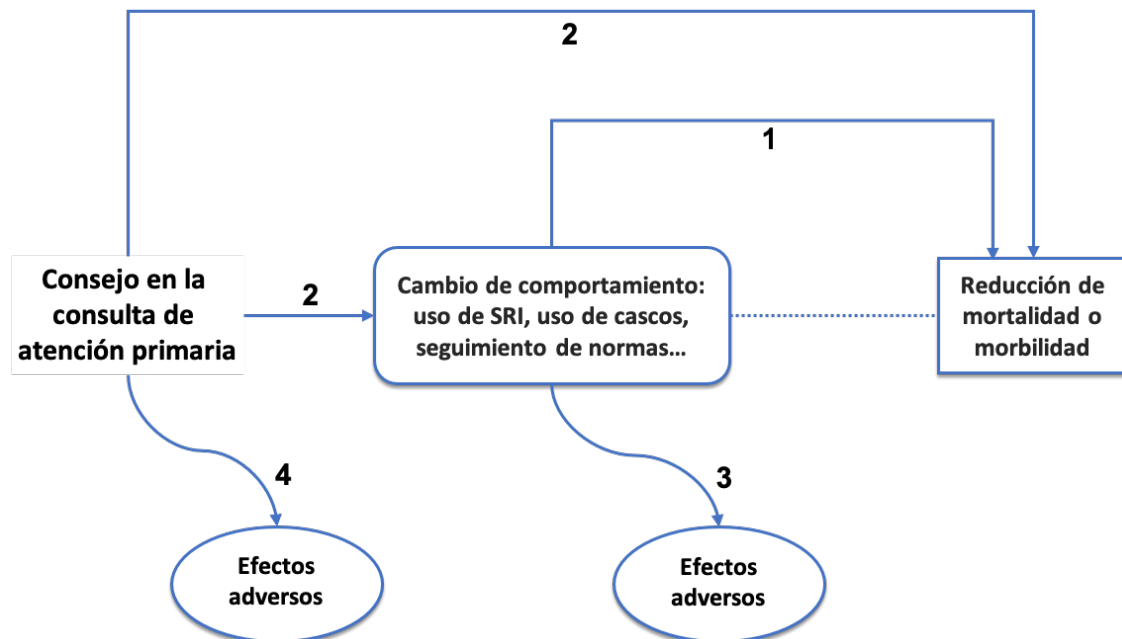 2
1
Consejo en la
consulta de
atención primaria
2
Cambio de comportamiento:
uso de SRI, uso de cascos,
seguimiento de normas…
Reducción de
mortalidad o
morbilidad
4
3
Efectos
adversos
Efectos
adversos